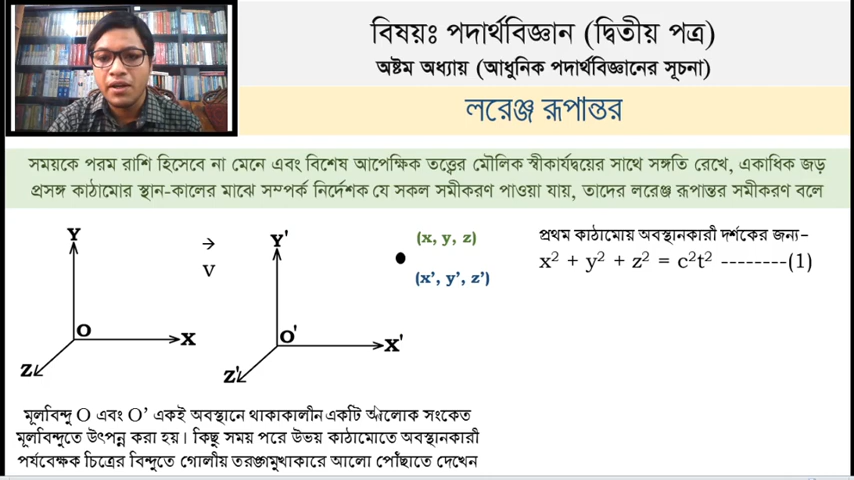 বিষয়ঃ পদার্থবিজ্ঞান (দ্বিতীয় পত্র)
অষ্টম অধ্যায় (আধুনিক পদার্থবিজ্ঞানের সূচনা)
লরেঞ্জ রূপান্তর
সময়কে পরম রাশি হিসেবে না মেনে এবং বিশেষ আপেক্ষিক তত্ত্বের মৌলিক স্বীকার্যদ্বয়ের সাথে সঙ্গতি রেখে, একাধিক জড়
প্রসঙ্গ কাঠামোর স্থান-কালের মাঝে সম্পর্ক নির্দেশক যে সকল সমীকরণ পাওয়া যায়, তাদের লরেঞ্জ রূপান্তর সমীকরণ বলে
Y
→
V
Y'
(x, y, z)
(x’, y’, z’)
O
X
Z
O'
X'
Z'
প্রথম কাঠামোয় অবস্থানকারী দর্শকের জন্য–
x² + y² + z² = c²t² --------(1)
মূলবিন্দু O এবং O’ একই অবস্থানে থাকাকালীন একটি আলোক সংকেত
মূলবিন্দুতে উৎপন্ন করা হয়। কিছু সময় পরে উভয় কাঠামোতে অবস্থানকারী
পর্যবেক্ষক চিত্রের বিন্দুতে গোলীয় তরঙ্গমুখাকারে আলো পোঁছাতে দেখেন